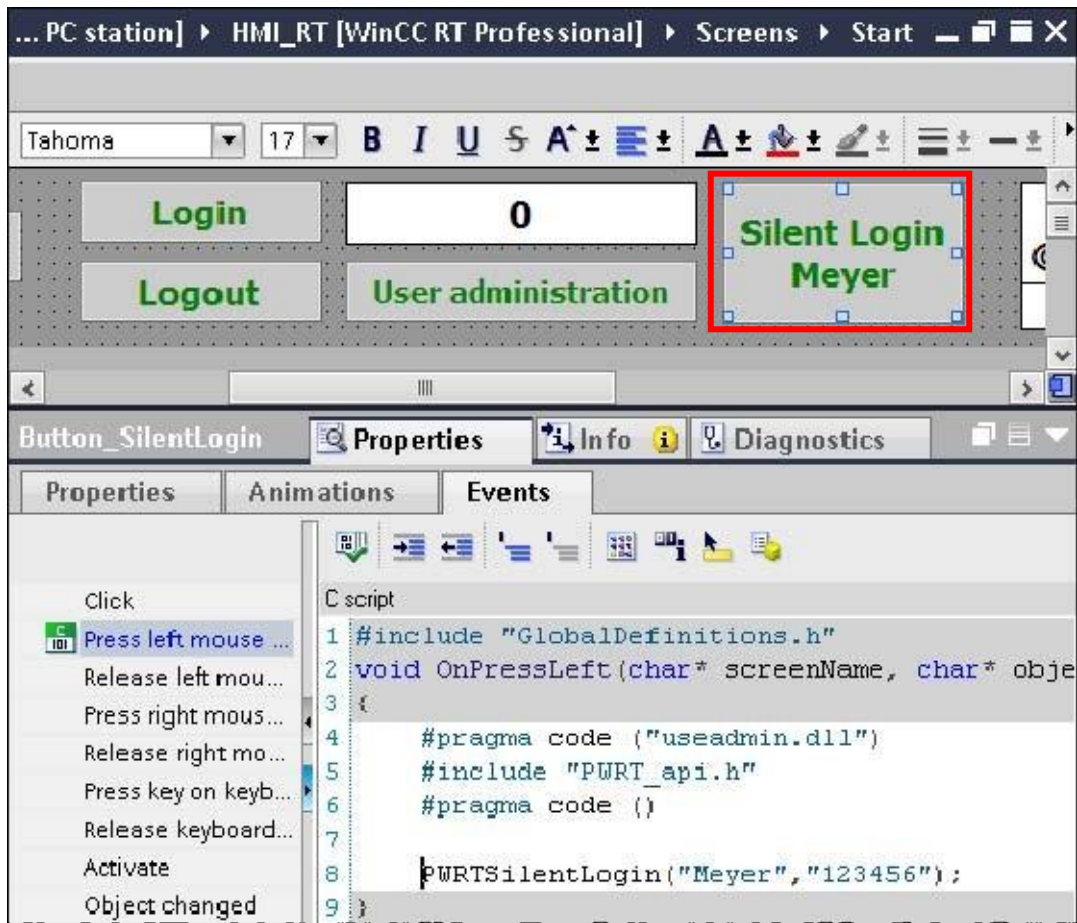 ... PC station] ▸ HMI_RT [WinCC RT Professional] ▸ Screens ▸ Start
Tahoma 17 B I U S A A
Login 0 Silent Login
Meyer
Logout User administration
Button_SilentLogin Properties Info Diagnostics
Properties Animations Events
C script
Click
Press left mouse ...
Release left mou...
Press right mous...
Release right mo...
Press key on keyb...
Release keyboard...
Activate
Object changed
1 #include "GlobalDefinitions.h"
2 void OnPressLeft(char* screenName, char* obje
3 {
4 #pragma code ("useadmin.dll")
5 #include "PWRT_api.h"
6 #pragma code ()
7
8 PWRTSilentLogin("Meyer","123456");
9 }